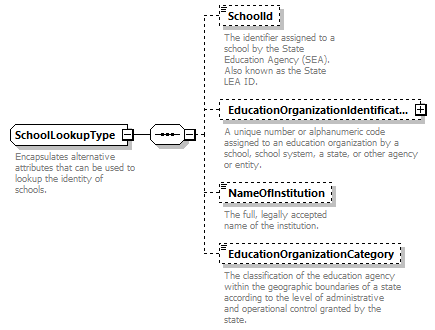 SchoolId
The identifier assigned to a
school by the State
Education Agency (SEA).
Also known as the State
LEA ID.
EducationOrganizationIdentificat...
A unique number or alphanumeric code
assigned to an education organization by a
school, school system, a state, or other agency
or entity.
SchoolLookupType
Encapsulates alternative
attributes that can be used to
lookup the identity of
schools.
NameOfInstitution
The full, legally accepted
name of the institution.
EducationOrganizationCategory
The classification of the education agency
within the geographic boundaries of a state
according to the level of administrative
and operational control granted by the
state.